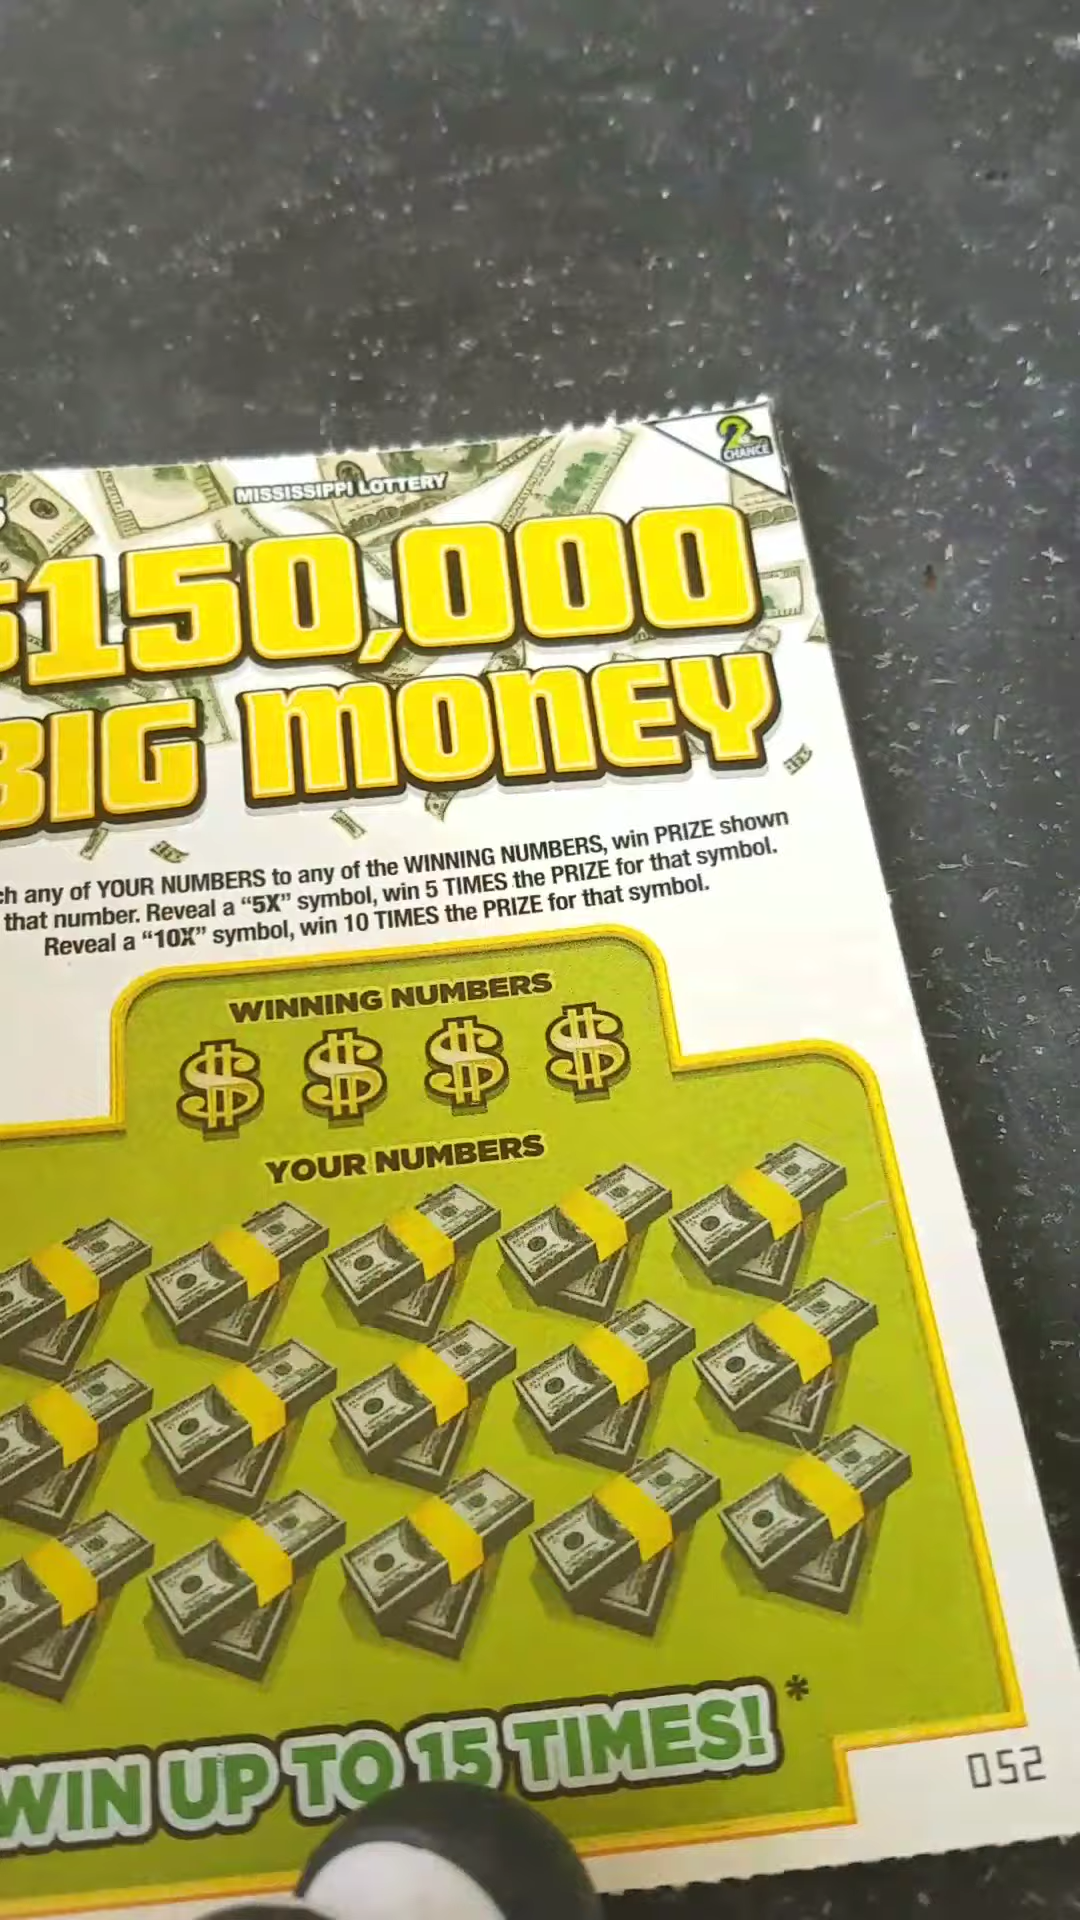 2nd CHANCE
MISSISSIPPI LOTTERY
$150,000
BIG MONEY
any of YOUR NUMBERS to any of the WINNING NUMBERS, win PRIZE shown
that number. Reveal a “5X” symbol, win 5 TIMES the PRIZE for that symbol.
Reveal a “10X” symbol, win 10 TIMES the PRIZE for that symbol.
WINNING NUMBERS
$ $ $ $
YOUR NUMBERS
WIN UP TO 15 TIMES!*
052